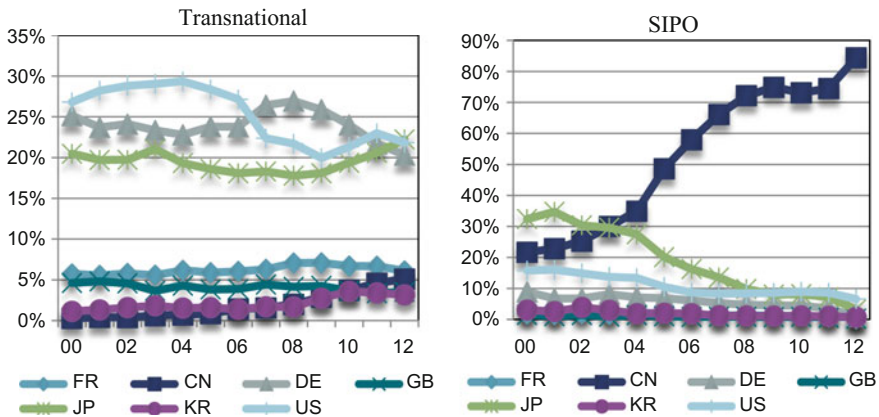 Transnational
35%
30%
25%
20%
15%
10%
5%
0%
00 02 04 06 08 10 12
FR CN DE GB
JP KR US
SIPO
90%
80%
70%
60%
50%
40%
30%
20%
10%
0%
00 02 04 06 08 10 12
FR CN DE GB
JP KR US